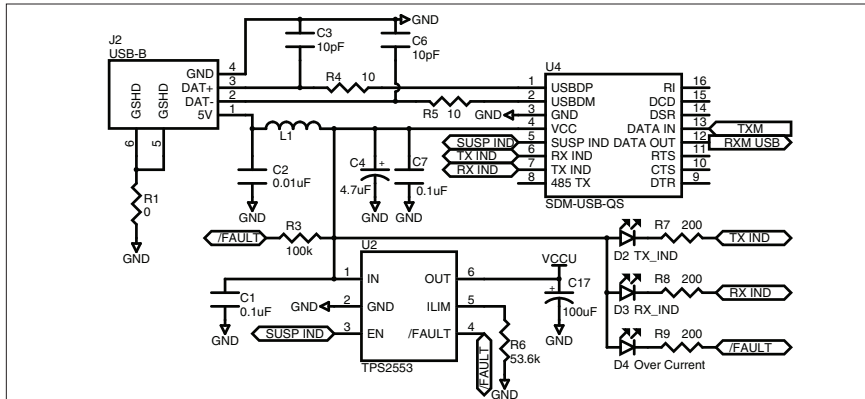 J2
USB-B
GND 4
DAT+ 3
DAT- 2
5V 1
GSHD
GSHD
6
5
R1
0
GND
C3
10pF
C6
10pF
GND
R4 10
R5 10
L1
C2
0.01uF
GND
C4
4.7uF
+
C7
0.1uF
GND
GND
GND
U4
1 USBDP
2 USBDM
3 GND
4 VCC
5 SUSP IND
6 RX IND
7 TX IND
8 485 TX
RI 16
DCD 15
DSR 14
DATA IN 13
DATA OUT 12
RTS 11
CTS 10
DTR 9
SDM-USB-QS
SUSP IND
TX IND
RX IND
TXM
RXM USB
/FAULT
R3
100k
C1
0.1uF
GND
U2
1 IN
2 GND
3 EN
OUT 6
ILIM 5
/FAULT 4
TPS2553
GND
SUSP IND
/FAULT
R6
53.6k
GND
VCCU
C17
100uF
+
GND
D2 TX_IND
R7 200
TX IND
D3 RX_IND
R8 200
RX IND
D4 Over Current
R9 200
/FAULT